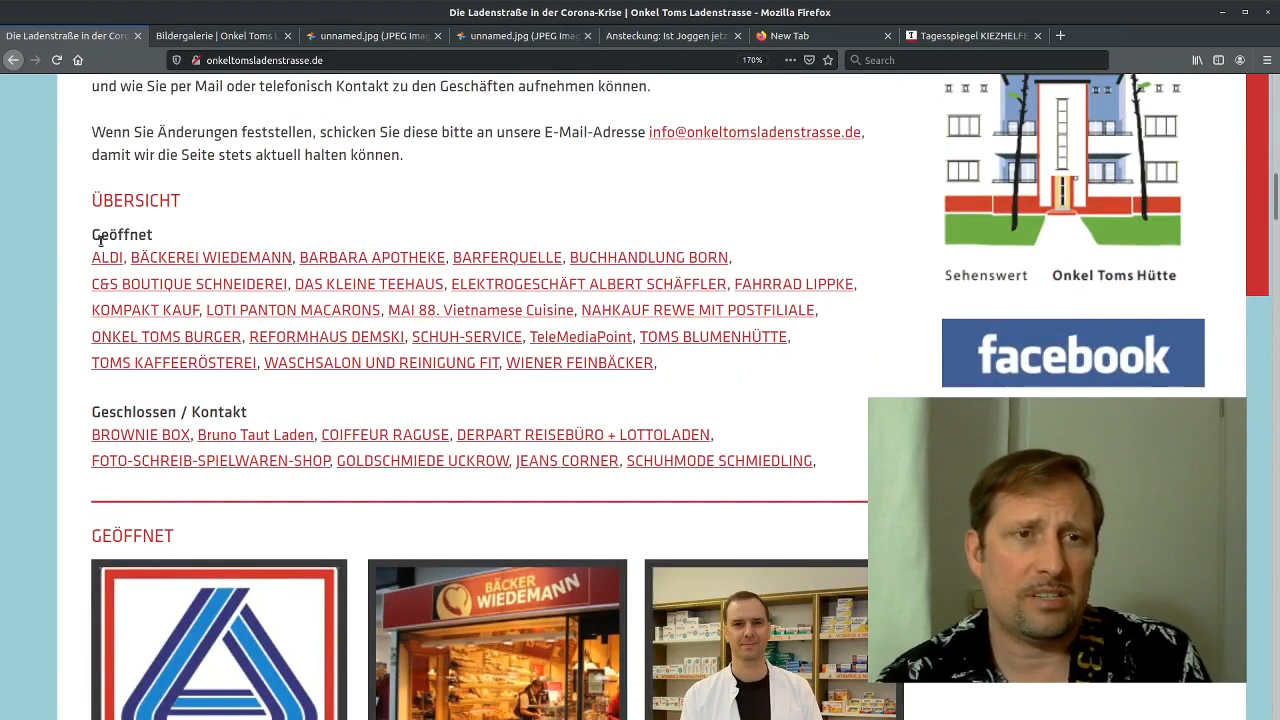 Die Ladenstraße in der Corona-Krise | Onkel Toms Ladenstrasse - Mozilla Firefox
Die Ladenstraße in der Coro
Bildergalerie | Onkel Toms L
unnamed.jpg (JPEG Imag
unnamed.jpg (JPEG Imag
Ansteckung: Ist Joggen jetz
New Tab
Tagesspiegel KIEZHELFE
onkeltomsladenstrasse.de
170%
Search
und wie Sie per Mail oder telefonisch Kontakt zu den Geschäften aufnehmen können.
Wenn Sie Änderungen feststellen, schicken Sie diese bitte an unsere E-Mail-Adresse info@onkeltomsladenstrasse.de,
damit wir die Seite stets aktuell halten können.
ÜBERSICHT
Geöffnet
ALDI, BÄCKEREI WIEDEMANN, BARBARA APOTHEKE, BARFERQUELLE, BUCHHANDLUNG BORN,
C&S BOUTIQUE SCHNEIDEREI, DAS KLEINE TEEHAUS, ELEKTROGESCHÄFT ALBERT SCHÄFFLER, FAHRRAD LIPPKE,
KOMPAKT KAUF, LOTI PANTON MACARONS, MAI 88. Vietnamese Cuisine, NAHKAUF REWE MIT POSTFILIALE,
ONKEL TOMS BURGER, REFORMHAUS DEMSKI, SCHUH-SERVICE, TeleMediaPoint, TOMS BLUMENHÜTTE,
TOMS KAFFEERÖSTEREI, WASCHSALON UND REINIGUNG FIT, WIENER FEINBÄCKER,
Geschlossen / Kontakt
BROWNIE BOX, Bruno Taut Laden, COIFFEUR RAGUSE, DERPART REISEBÜRO + LOTTOLADEN,
FOTO-SCHREIB-SPIELWAREN-SHOP, GOLDSCHMIEDE UCKROW, JEANS CORNER, SCHUHMODE SCHMIEDLING,
GEÖFFNET
BÄCKER
WIEDEMANN
Sehenswert Onkel Toms Hütte
facebook